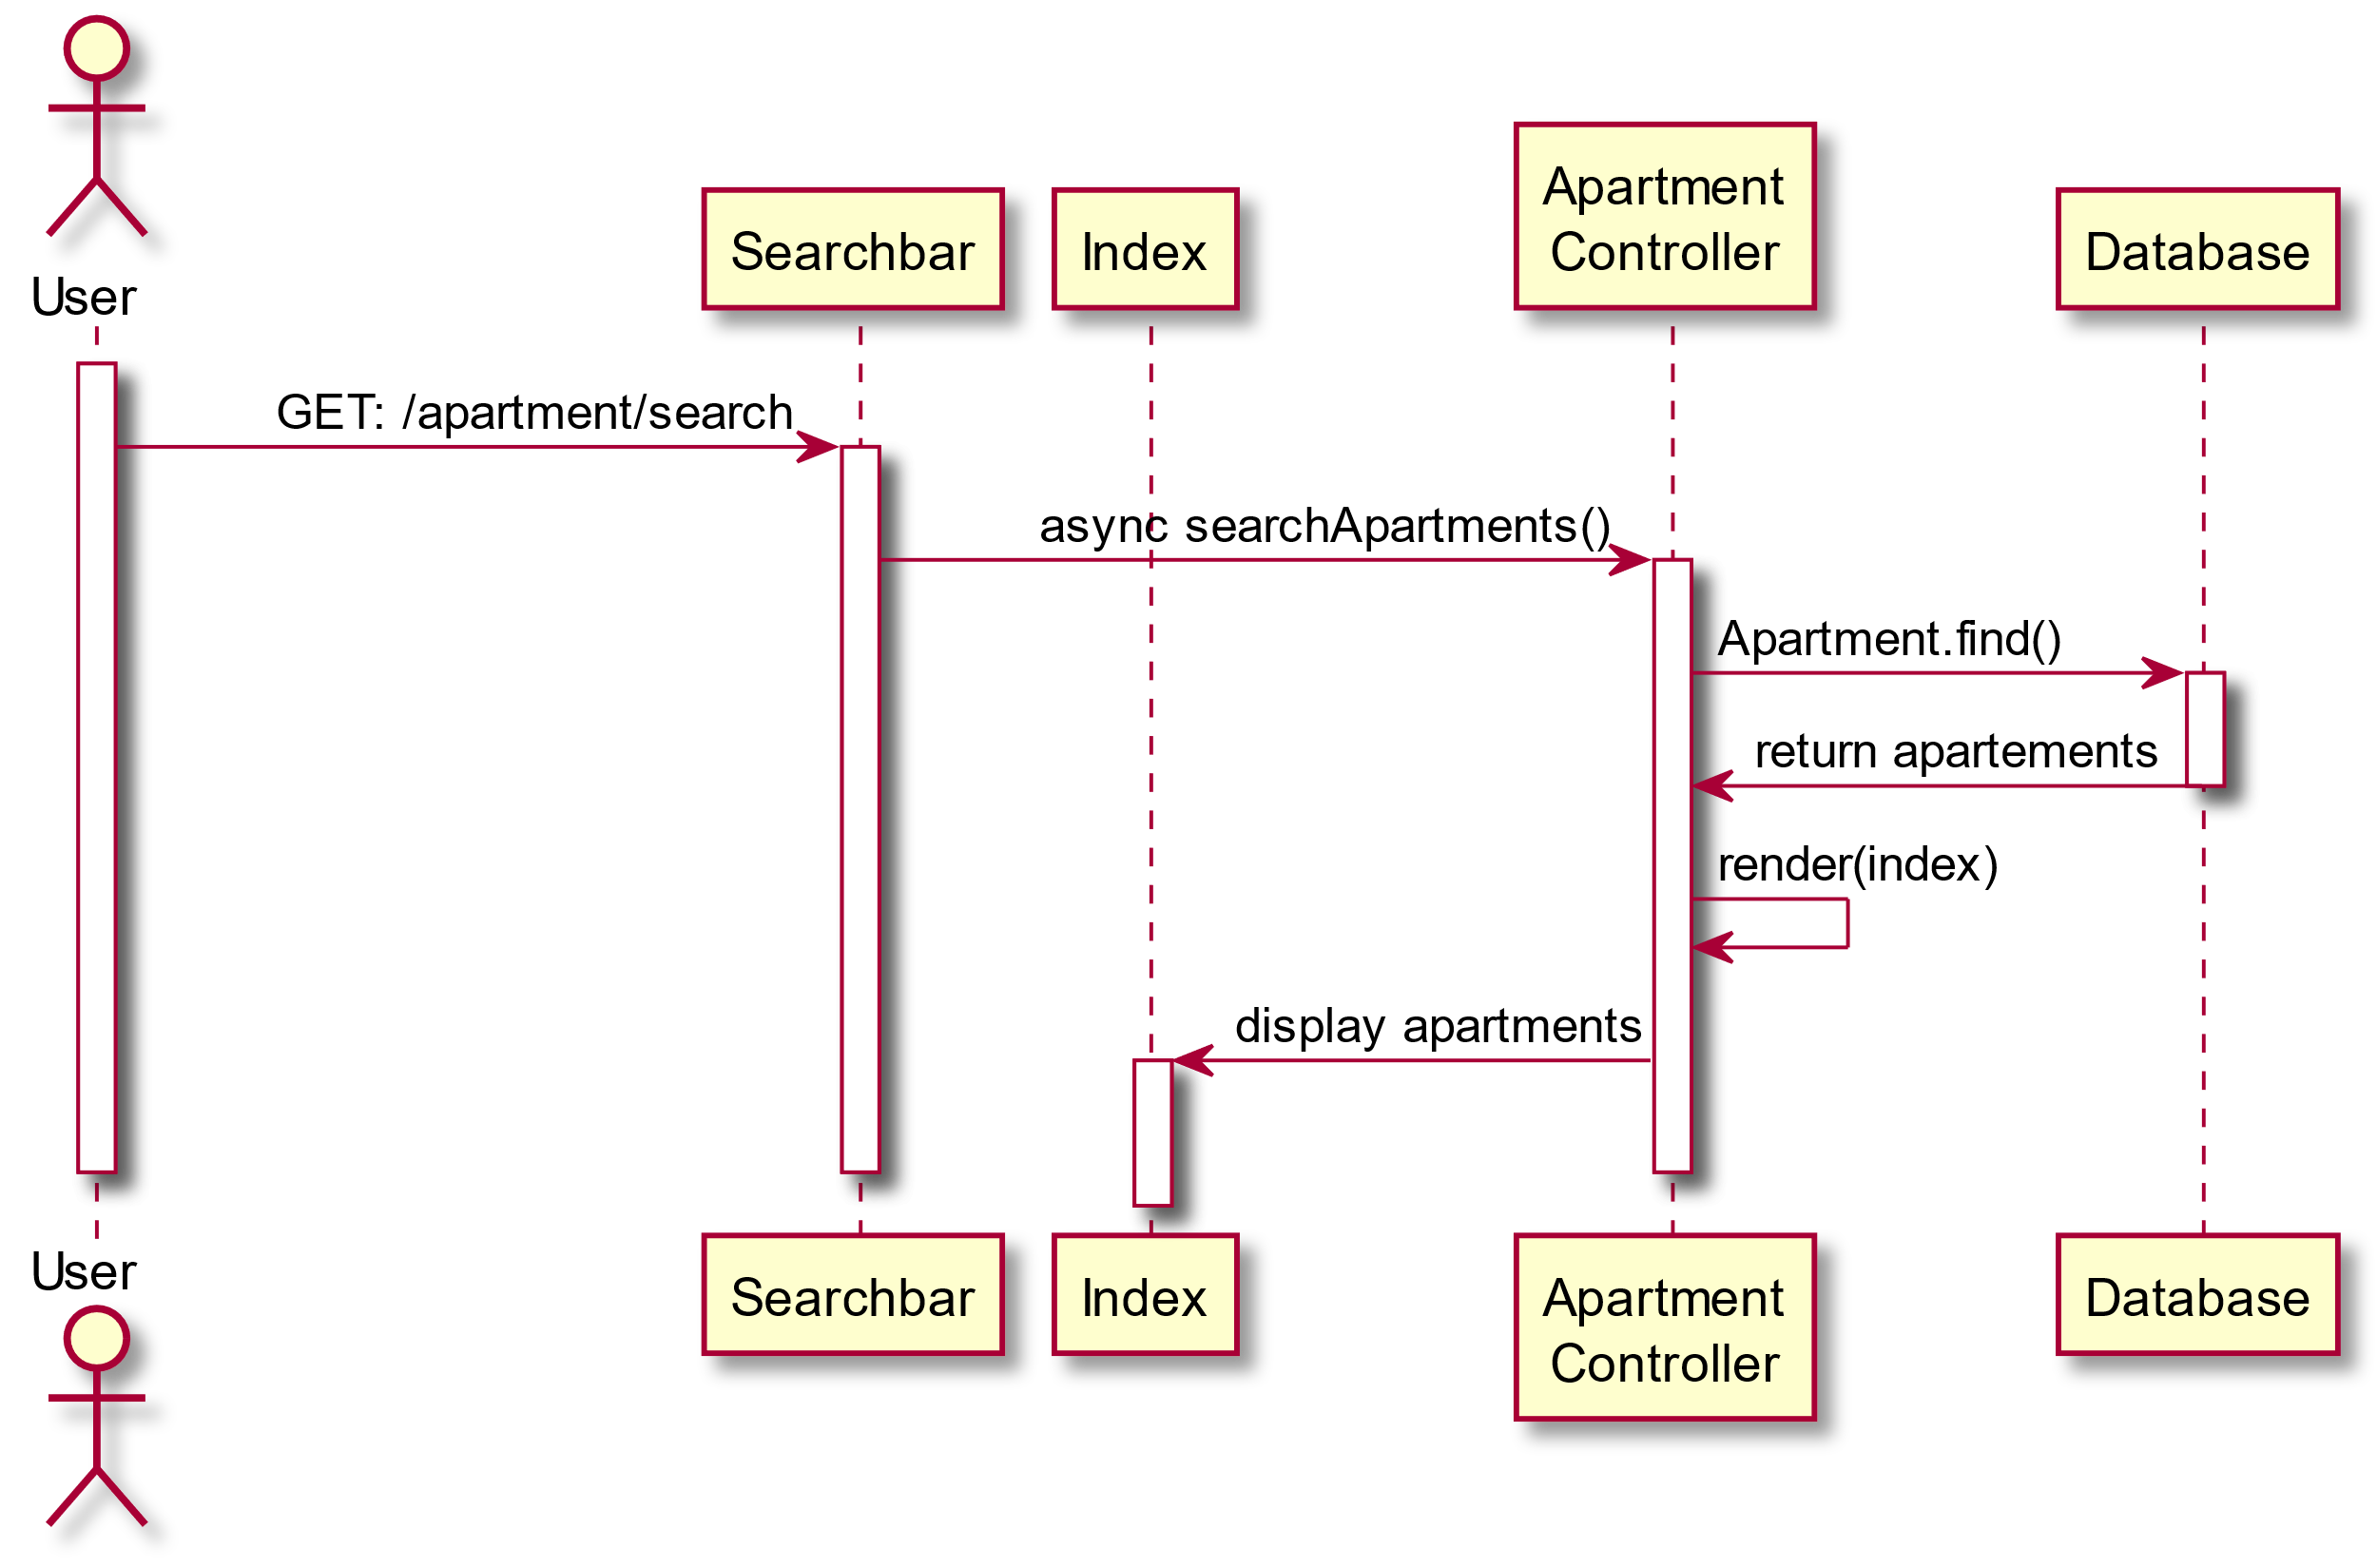 User
Searchbar
Index
Apartment
Controller
Database
GET: /apartment/search
async searchApartments()
Apartment.find()
return apartements
render(index)
display apartments
User
Searchbar
Index
Apartment
Controller
Database